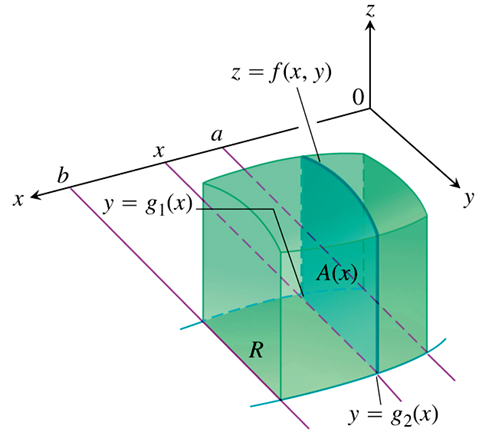 z
z = f(x, y)
0
a
x
b
x
y = g₁(x)
y
A(x)
R
y = g₂(x)